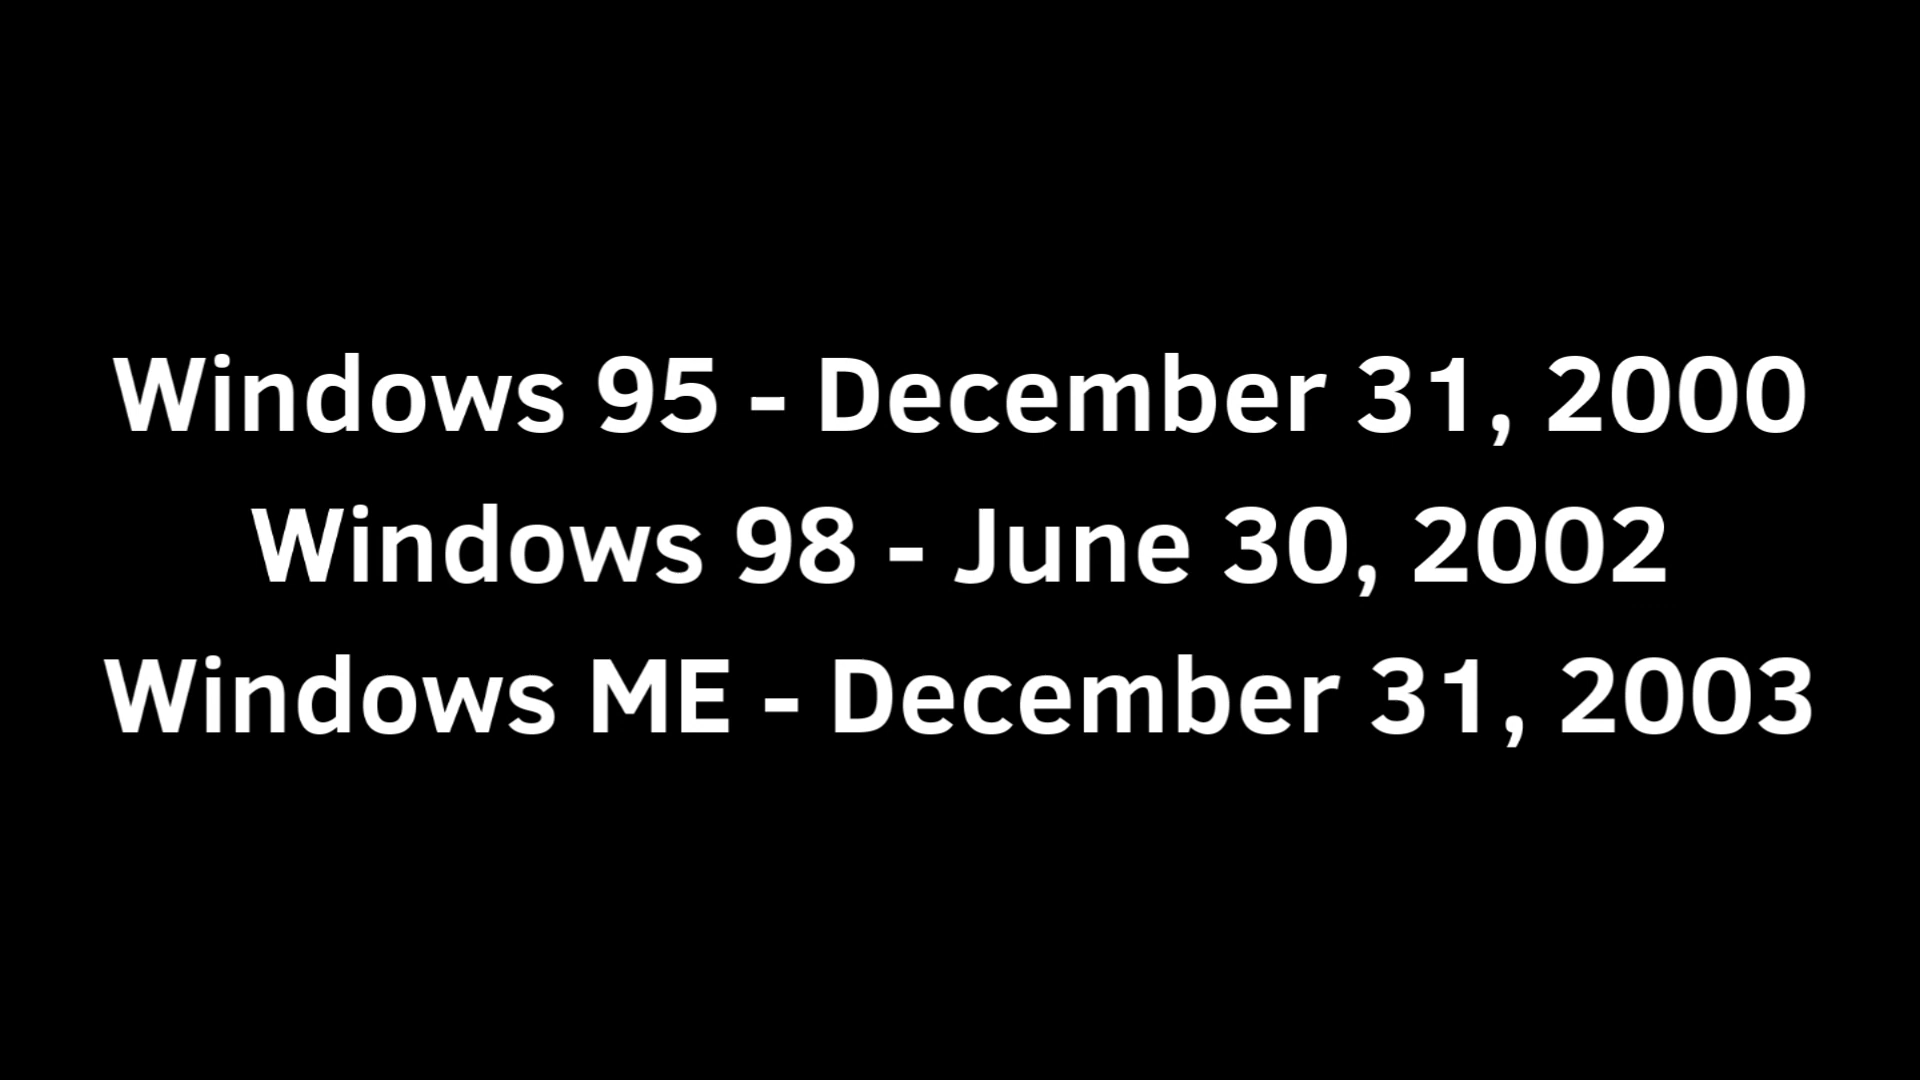 Windows 95 - December 31, 2000
Windows 98 - June 30, 2002
Windows ME - December 31, 2003